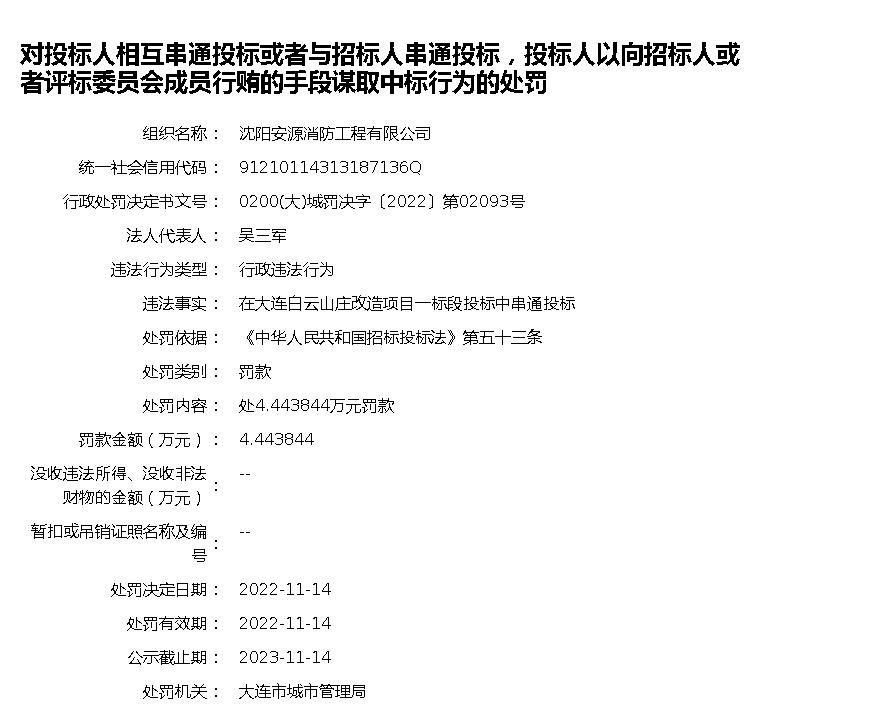 对投标人相互串通投标或者与招标人串通投标，投标人以向招标人或
者评标委员会成员行贿的手段谋取中标行为的处罚
组织名称： 沈阳安源消防工程有限公司
统一社会信用代码： 91210114313187136Q
行政处罚决定书文号： 0200(大)城罚决字〔2022〕第02093号
法人代表人： 吴三军
违法行为类型： 行政违法行为
违法事实： 在大连白云山庄改造项目一标段投标中串通投标
处罚依据： 《中华人民共和国招标投标法》第五十三条
处罚类别： 罚款
处罚内容： 处4.443844万元罚款
罚款金额（万元）： 4.443844
没收违法所得、没收非法
财物的金额（万元）： --
暂扣或吊销证照名称及编
号： --
处罚决定日期： 2022-11-14
处罚有效期： 2022-11-14
公示截止期： 2023-11-14
处罚机关： 大连市城市管理局